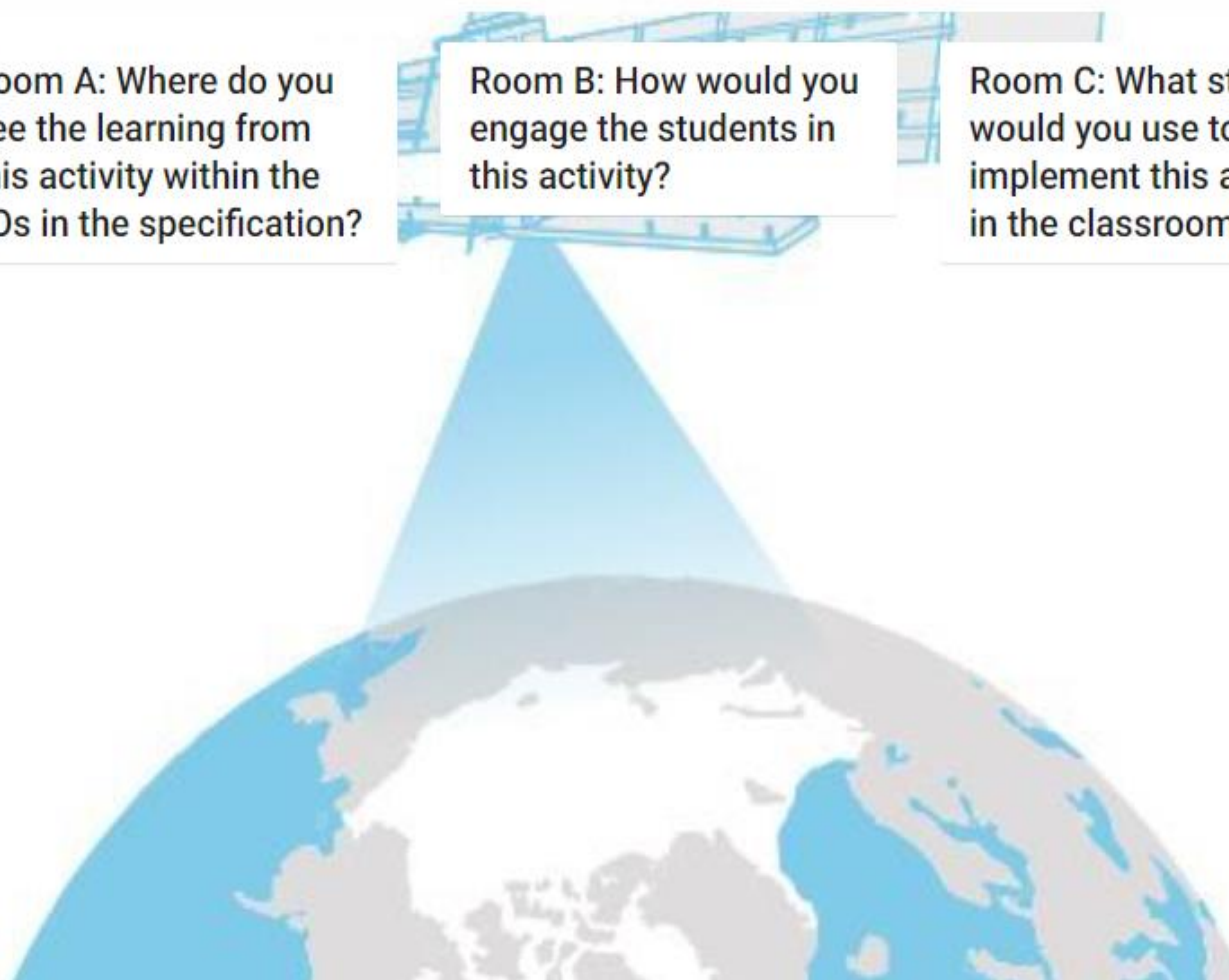 oom A: Where do you
ee the learning from
is activity within the
Os in the specification?
Room B: How would you
engage the students in
this activity?
Room C: What st
would you use to
implement this a
in the classroom